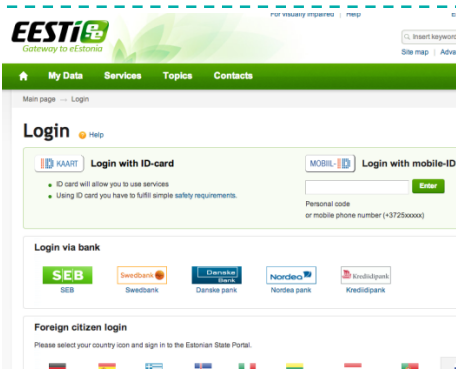 For visually impaired | Help
EESTi.ee
Gateway to eEstonia
Insert keyword
Site map | Adva
My Data Services Topics Contacts
Main page → Login
Login Help
KAART Login with ID-card
MOBIIL-ID Login with mobile-ID
ID card will allow you to use services
Using ID card you have to fulfill simple safety requirements.
Enter
Personal code
or mobile phone number (+3725xxxxx)
Login via bank
SEB Swedbank Danske Bank Nordea Krediidipank
SEB Swedbank Danske pank Nordea pank Krediidipank
Foreign citizen login
Please select your country icon and sign in to the Estonian State Portal.